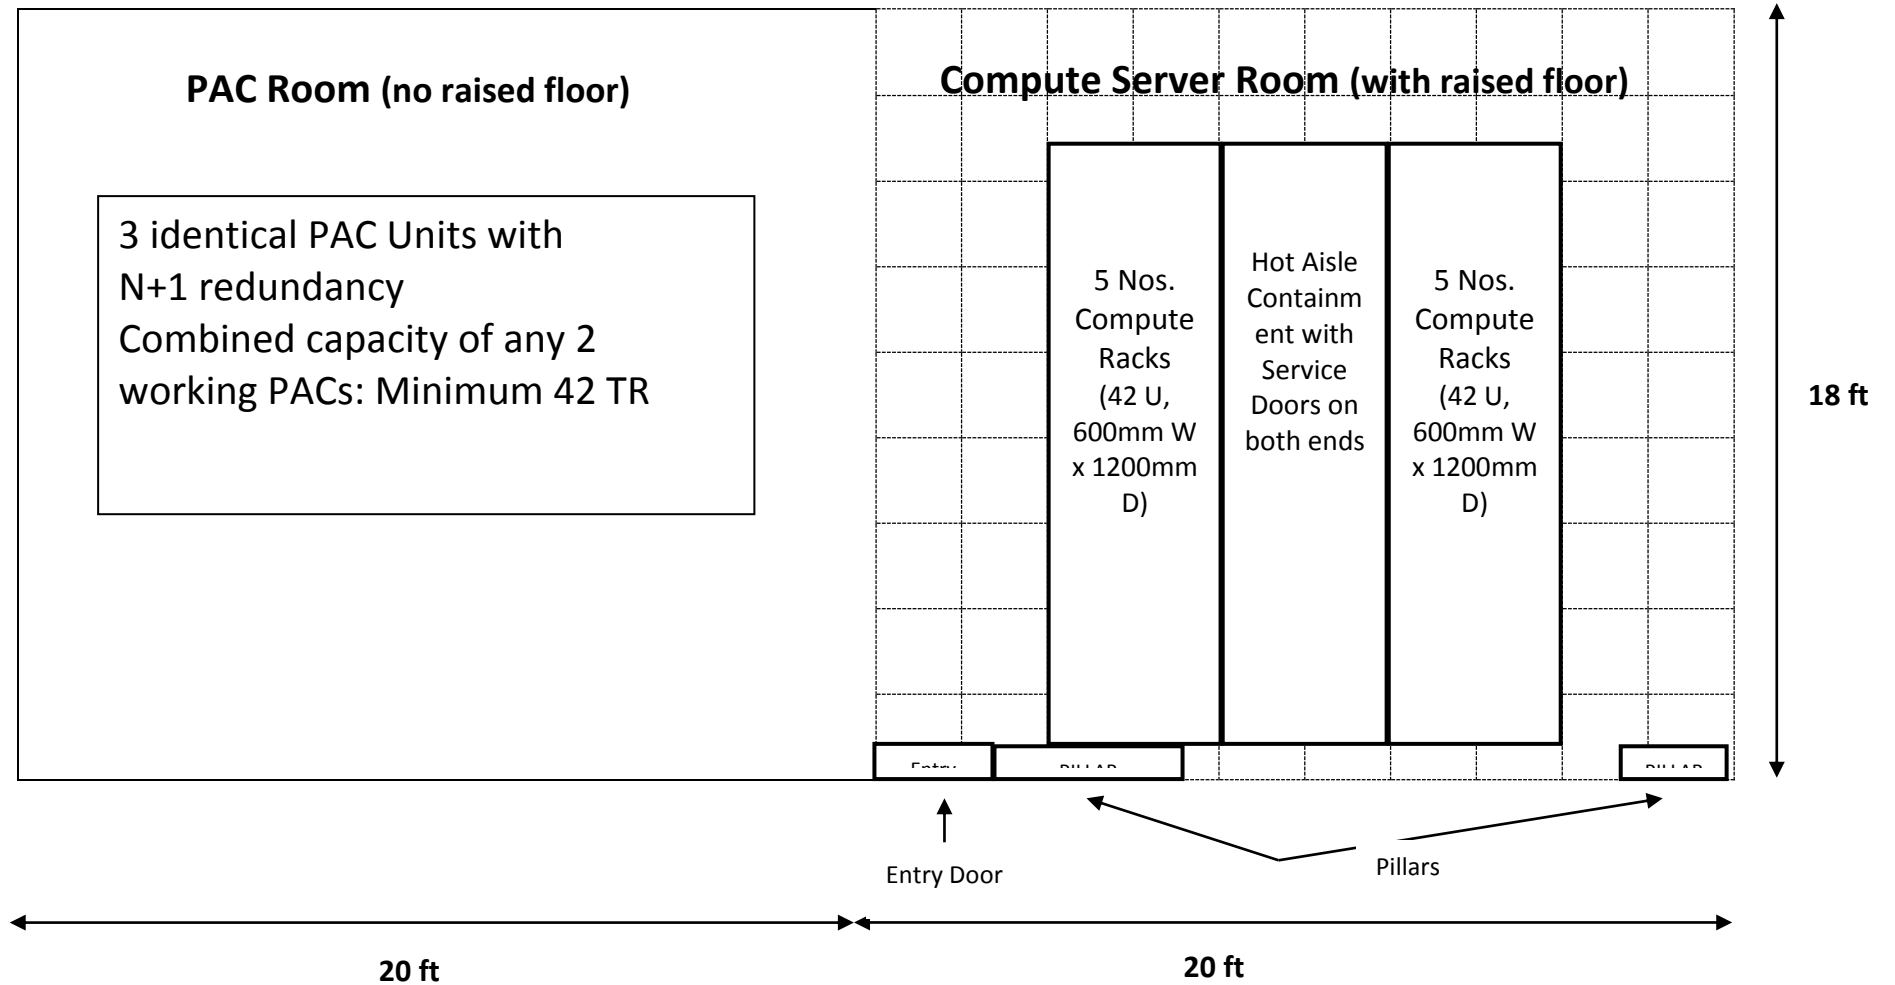 PAC Room (no raised floor)
Compute Server Room (with raised floor)
3 identical PAC Units with
N+1 redundancy
Combined capacity of any 2
working PACs: Minimum 42 TR
5 Nos.
Compute
Racks
(42 U,
600mm W
x 1200mm
D)
Hot Aisle
Containm
ent with
Service
Doors on
both ends
5 Nos.
Compute
Racks
(42 U,
600mm W
x 1200mm
D)
18 ft
Entry
PILLAR
PILLAR
Entry Door
Pillars
20 ft
20 ft